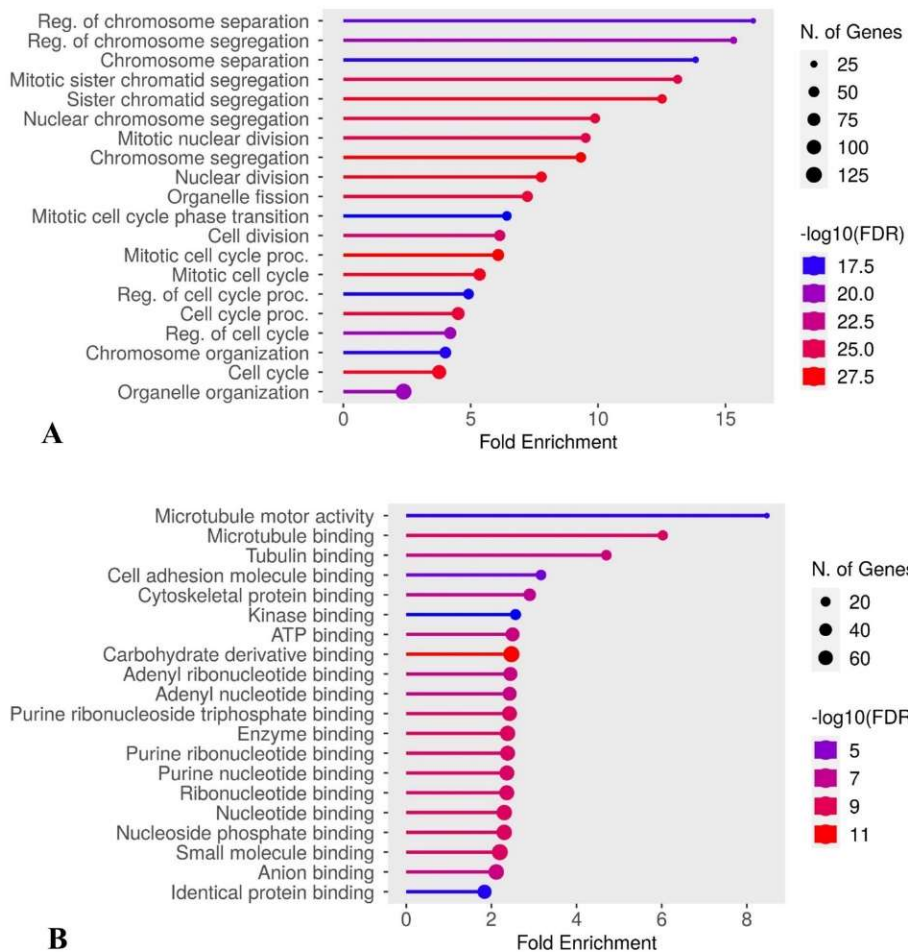 Reg. of chromosome separation
Reg. of chromosome segregation
Chromosome separation
Mitotic sister chromatid segregation
Sister chromatid segregation
Nuclear chromosome segregation
Mitotic nuclear division
Chromosome segregation
Nuclear division
Organelle fission
Mitotic cell cycle phase transition
Cell division
Mitotic cell cycle proc.
Mitotic cell cycle
Reg. of cell cycle proc.
Cell cycle proc.
Reg. of cell cycle
Chromosome organization
Cell cycle
Organelle organization
0 5 10 15
Fold Enrichment
A
N. of Genes
25
50
75
100
125
-log10(FDR)
17.5
20.0
22.5
25.0
27.5
Microtubule motor activity
Microtubule binding
Tubulin binding
Cell adhesion molecule binding
Cytoskeletal protein binding
Kinase binding
ATP binding
Carbohydrate derivative binding
Adenyl ribonucleotide binding
Adenyl nucleotide binding
Purine ribonucleoside triphosphate binding
Enzyme binding
Purine ribonucleotide binding
Purine nucleotide binding
Ribonucleotide binding
Nucleotide binding
Nucleoside phosphate binding
Small molecule binding
Anion binding
Identical protein binding
0 2 4 6 8
Fold Enrichment
B
N. of Genes
20
40
60
-log10(FDR
5
7
9
11